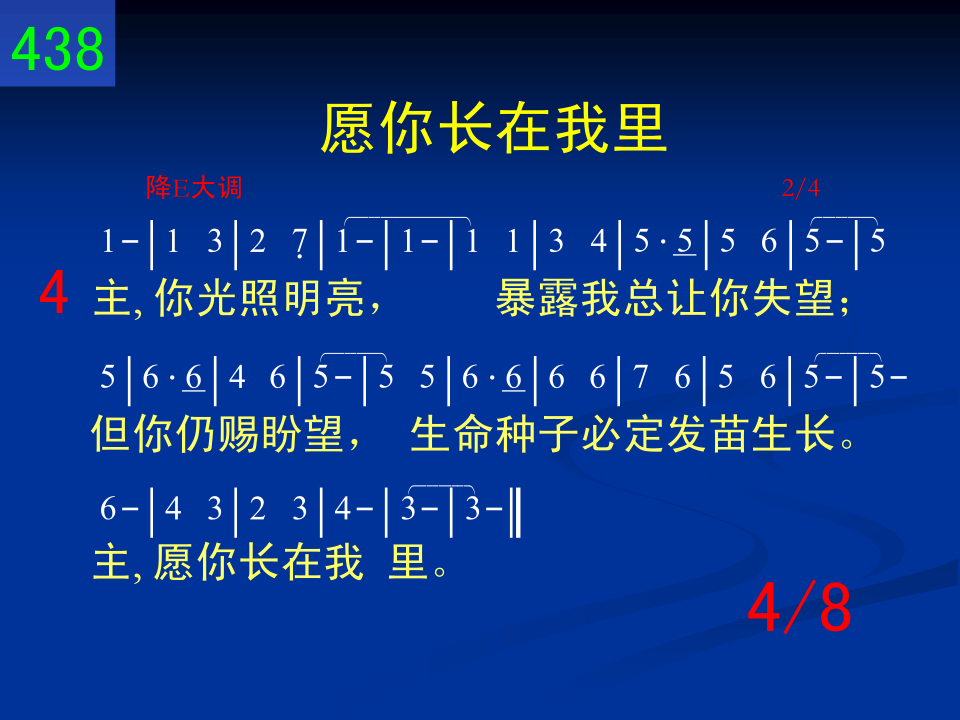 438
愿你长在我里
降E大调 2/4
1-|1 3|2 7̣|1-|1-|1 1|3 4|5·5̲|5 6|5-|5
4 主,你光照明亮, 暴露我总让你失望;
5|6·6̲|4 6|5-|5 5|6·6̲|6 6|7 6|5 6|5-|5-
但你仍赐盼望, 生命种子必定发苗生长。
6-|4 3|2 3|4-|3-|3-‖
主,愿你长在我 里。
4/8